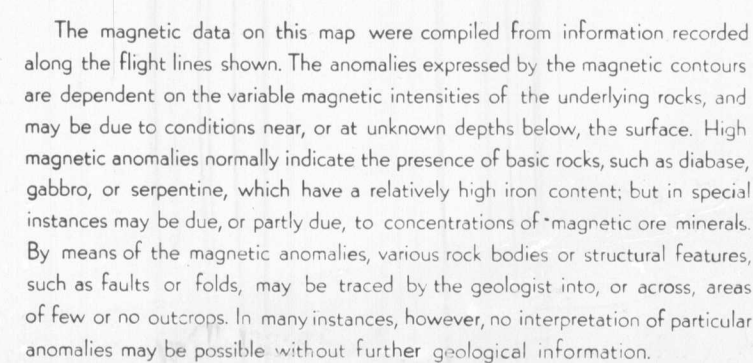 The magnetic data on this map were compiled from information recorded
along the flight lines shown. The anomalies expressed by the magnetic contours
are dependent on the variable magnetic intensities of the underlying rocks, and
may be due to conditions near, or at unknown depths below, the surface. High
magnetic anomalies normally indicate the presence of basic rocks, such as diabase,
gabbro, or serpentine, which have a relatively high iron content; but in special
instances may be due, or partly due, to concentrations of magnetic ore minerals.
By means of the magnetic anomalies, various rock bodies or structural features,
such as faults or folds, may be traced by the geologist into, or across, areas
of few or no outcrops. In many instances, however, no interpretation of particular
anomalies may be possible without further geological information.